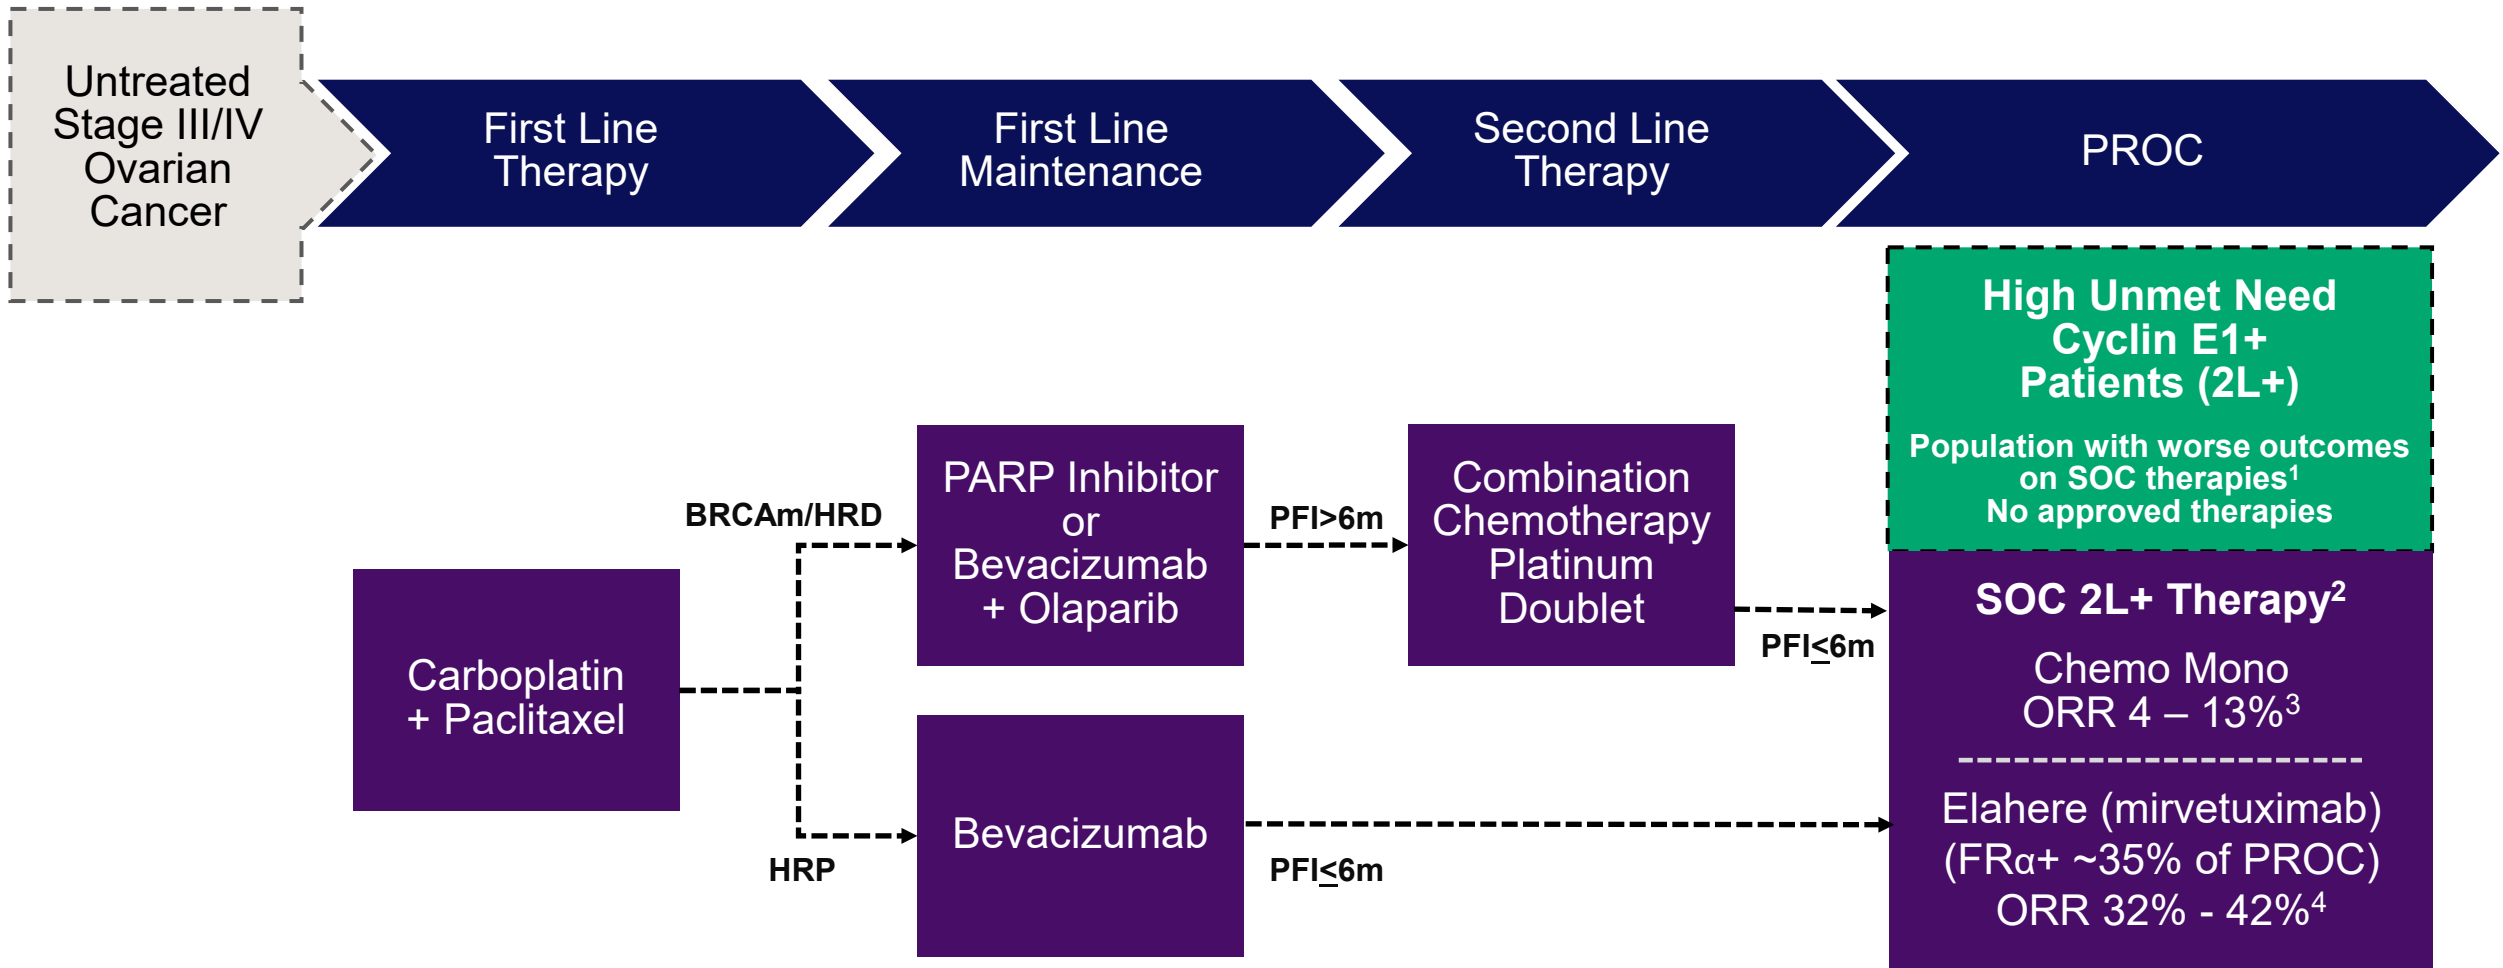 Untreated
Stage III/IV
Ovarian
Cancer
First Line
Therapy
First Line
Maintenance
Second Line
Therapy
PROC
High Unmet Need
Cyclin E1+
Patients (2L+)
Population with worse outcomes
on SOC therapies¹
No approved therapies
Carboplatin
+ Paclitaxel
BRCAm/HRD
HRP
PARP Inhibitor
or
Bevacizumab
+ Olaparib
PFI>6m
Combination
Chemotherapy
Platinum
Doublet
PFI≤6m
Bevacizumab
PFI≤6m
SOC 2L+ Therapy²
Chemo Mono
ORR 4 – 13%³
Elahere (mirvetuximab)
(FRα+ ~35% of PROC)
ORR 32% - 42%⁴